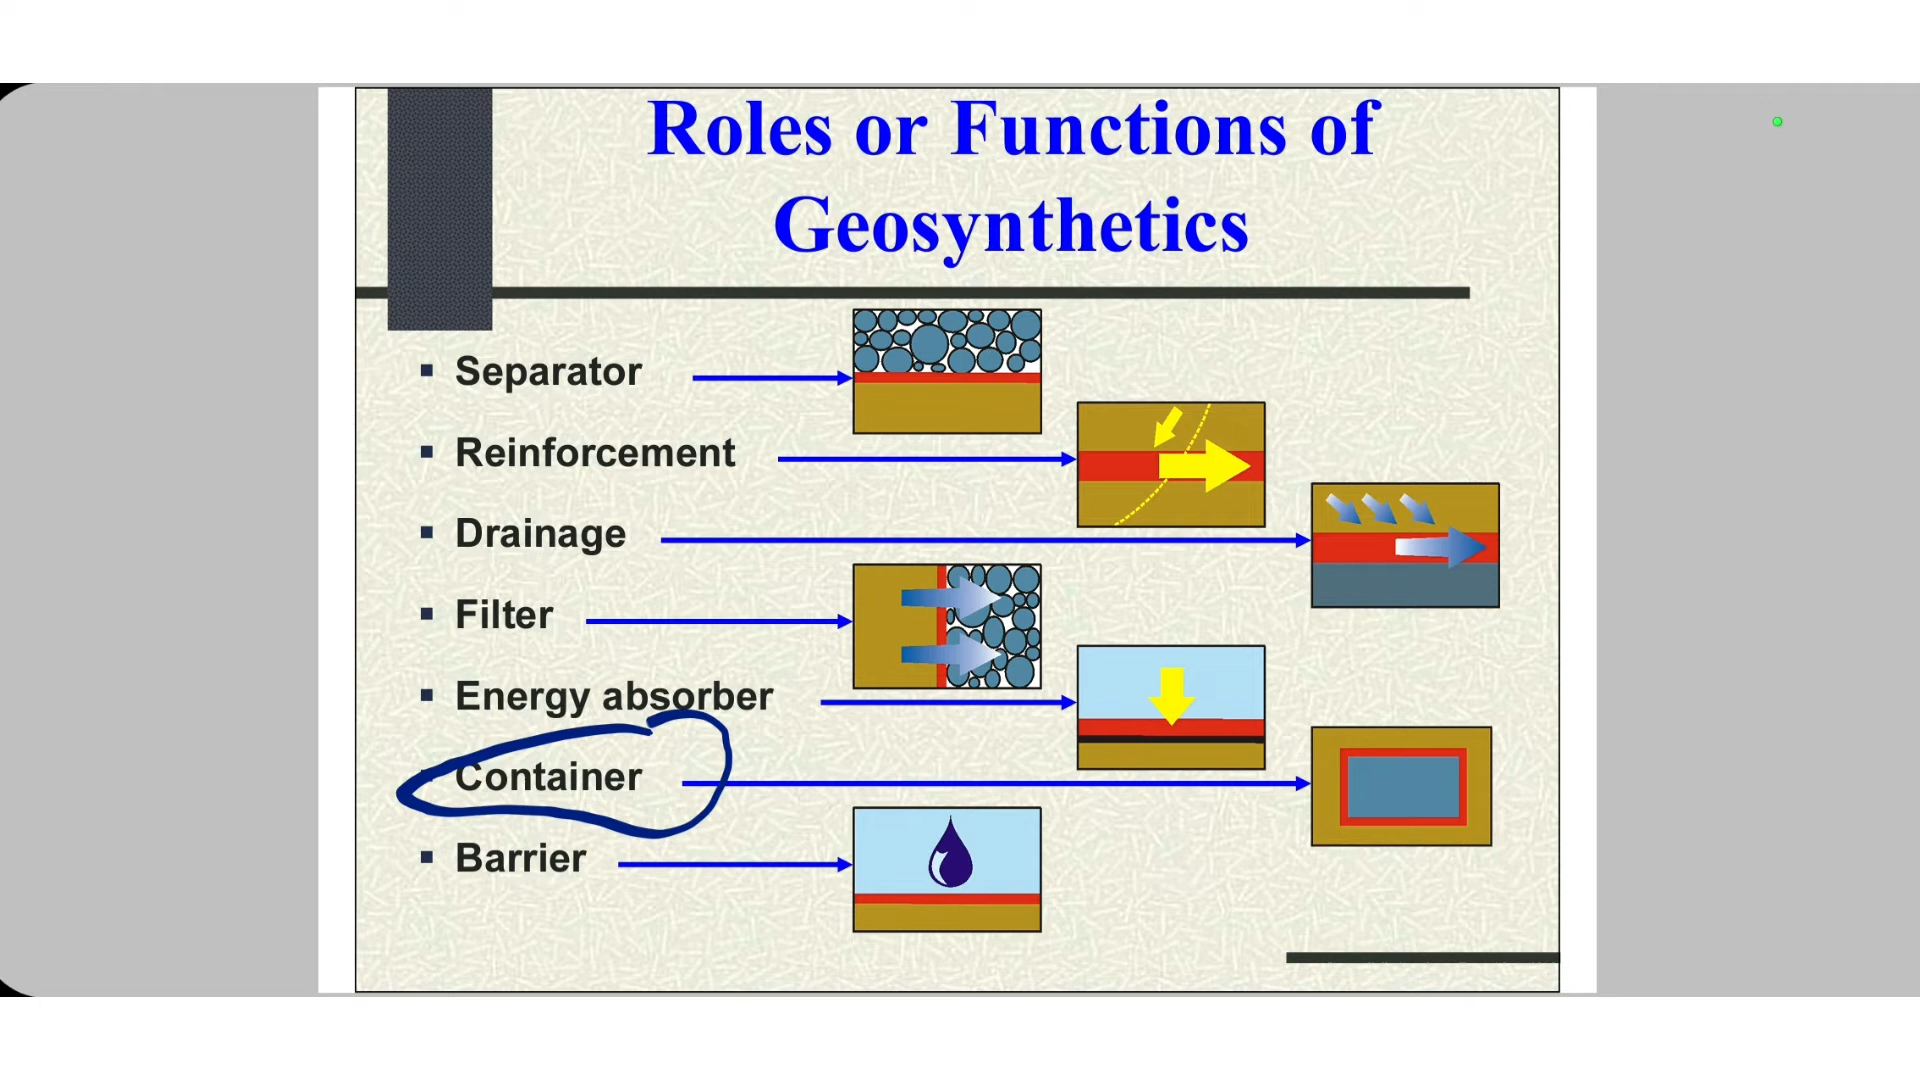 Roles or Functions of
Geosynthetics
Separator
Reinforcement
Drainage
Filter
Energy absorber
Container
Barrier